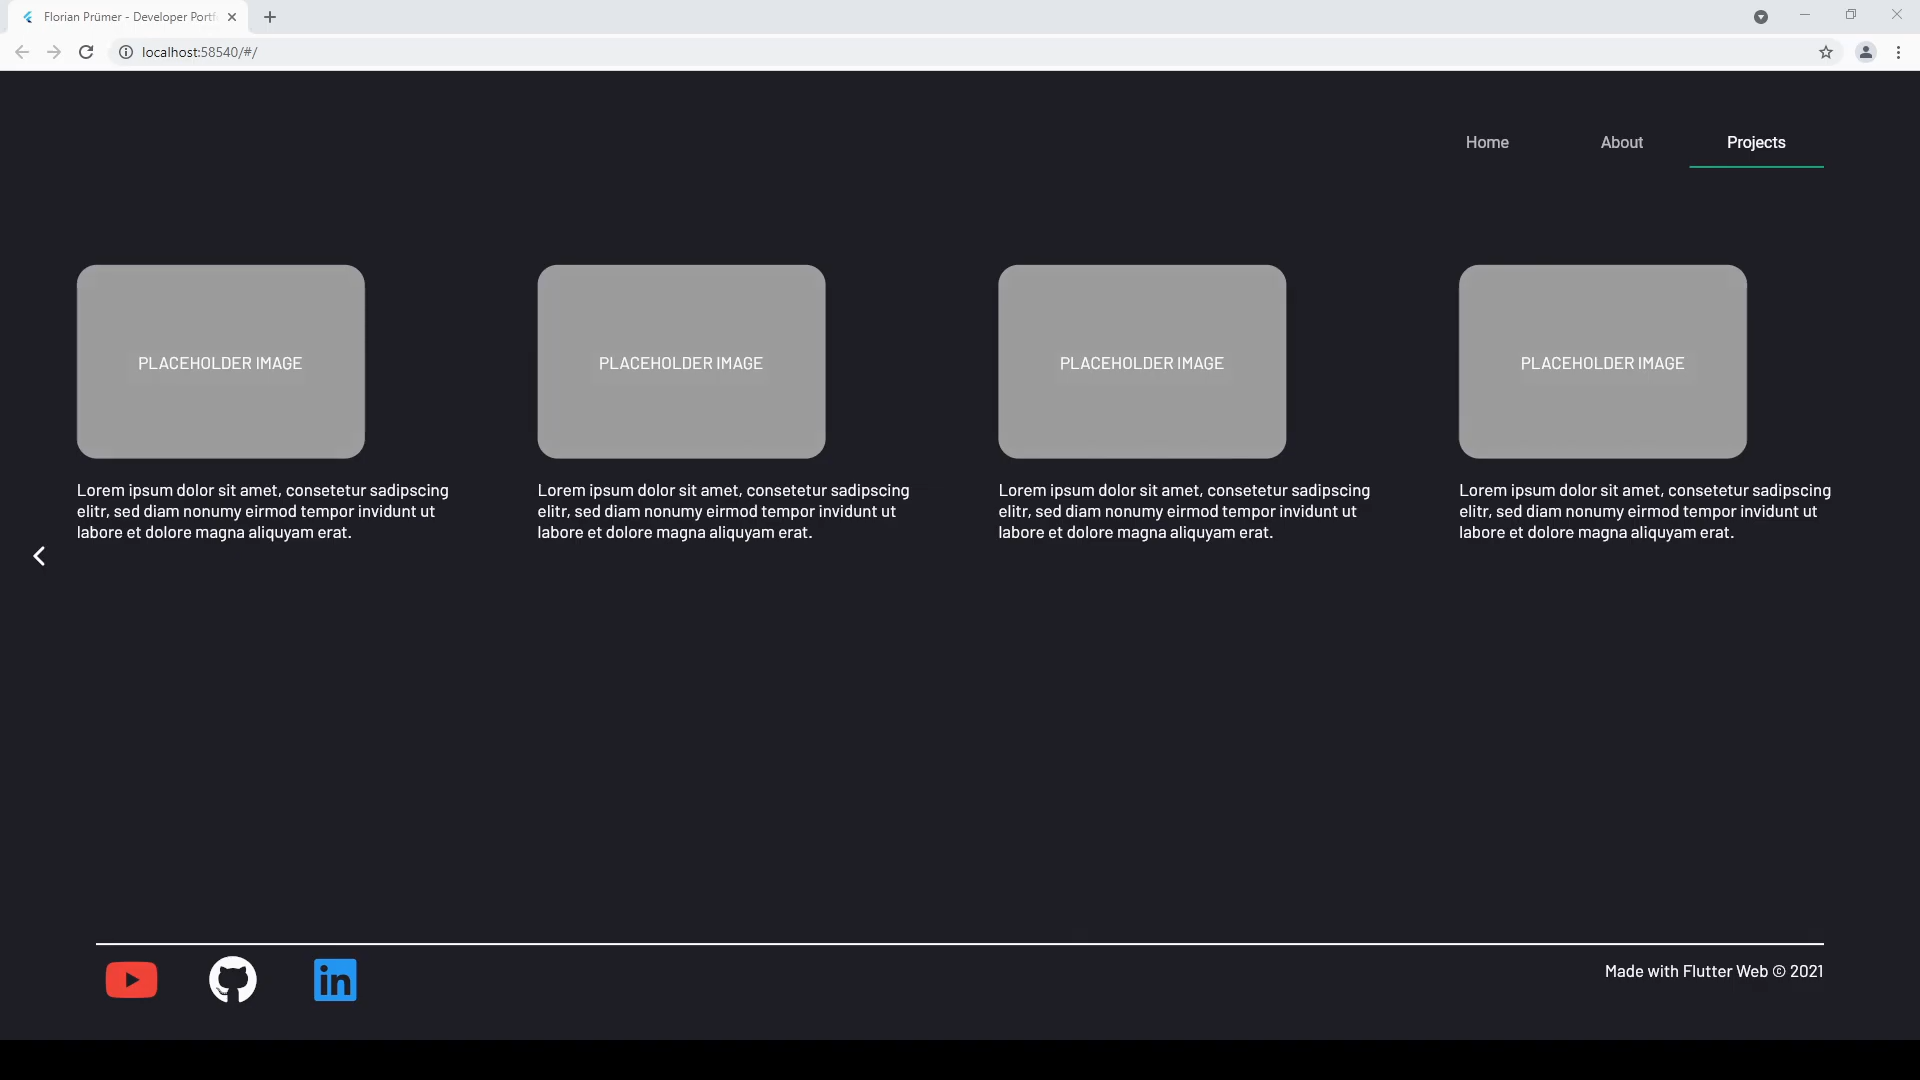 Florian Prümer - Developer Portf
localhost:58540/#/
Home
About
Projects
PLACEHOLDER IMAGE
PLACEHOLDER IMAGE
PLACEHOLDER IMAGE
PLACEHOLDER IMAGE
Lorem ipsum dolor sit amet, consetetur sadipscing
elitr, sed diam nonumy eirmod tempor invidunt ut
labore et dolore magna aliquyam erat.
Lorem ipsum dolor sit amet, consetetur sadipscing
elitr, sed diam nonumy eirmod tempor invidunt ut
labore et dolore magna aliquyam erat.
Lorem ipsum dolor sit amet, consetetur sadipscing
elitr, sed diam nonumy eirmod tempor invidunt ut
labore et dolore magna aliquyam erat.
Lorem ipsum dolor sit amet, consetetur sadipscing
elitr, sed diam nonumy eirmod tempor invidunt ut
labore et dolore magna aliquyam erat.
in
Made with Flutter Web © 2021